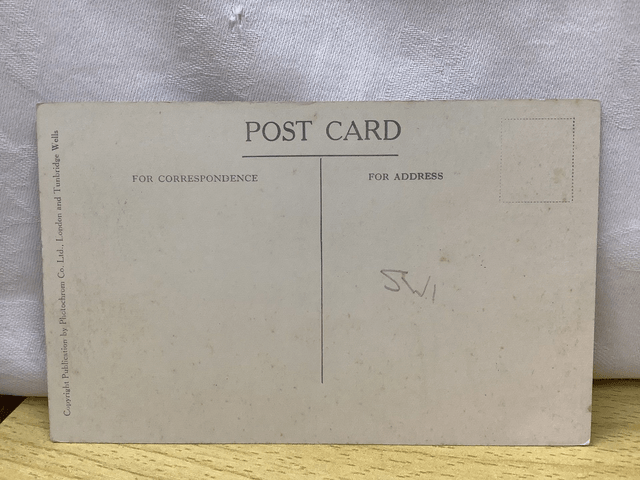 POST CARD
FOR CORRESPONDENCE
FOR ADDRESS
SW1
Copyright Publication by Photochrom Co. Ltd., London and Tunbridge Wells